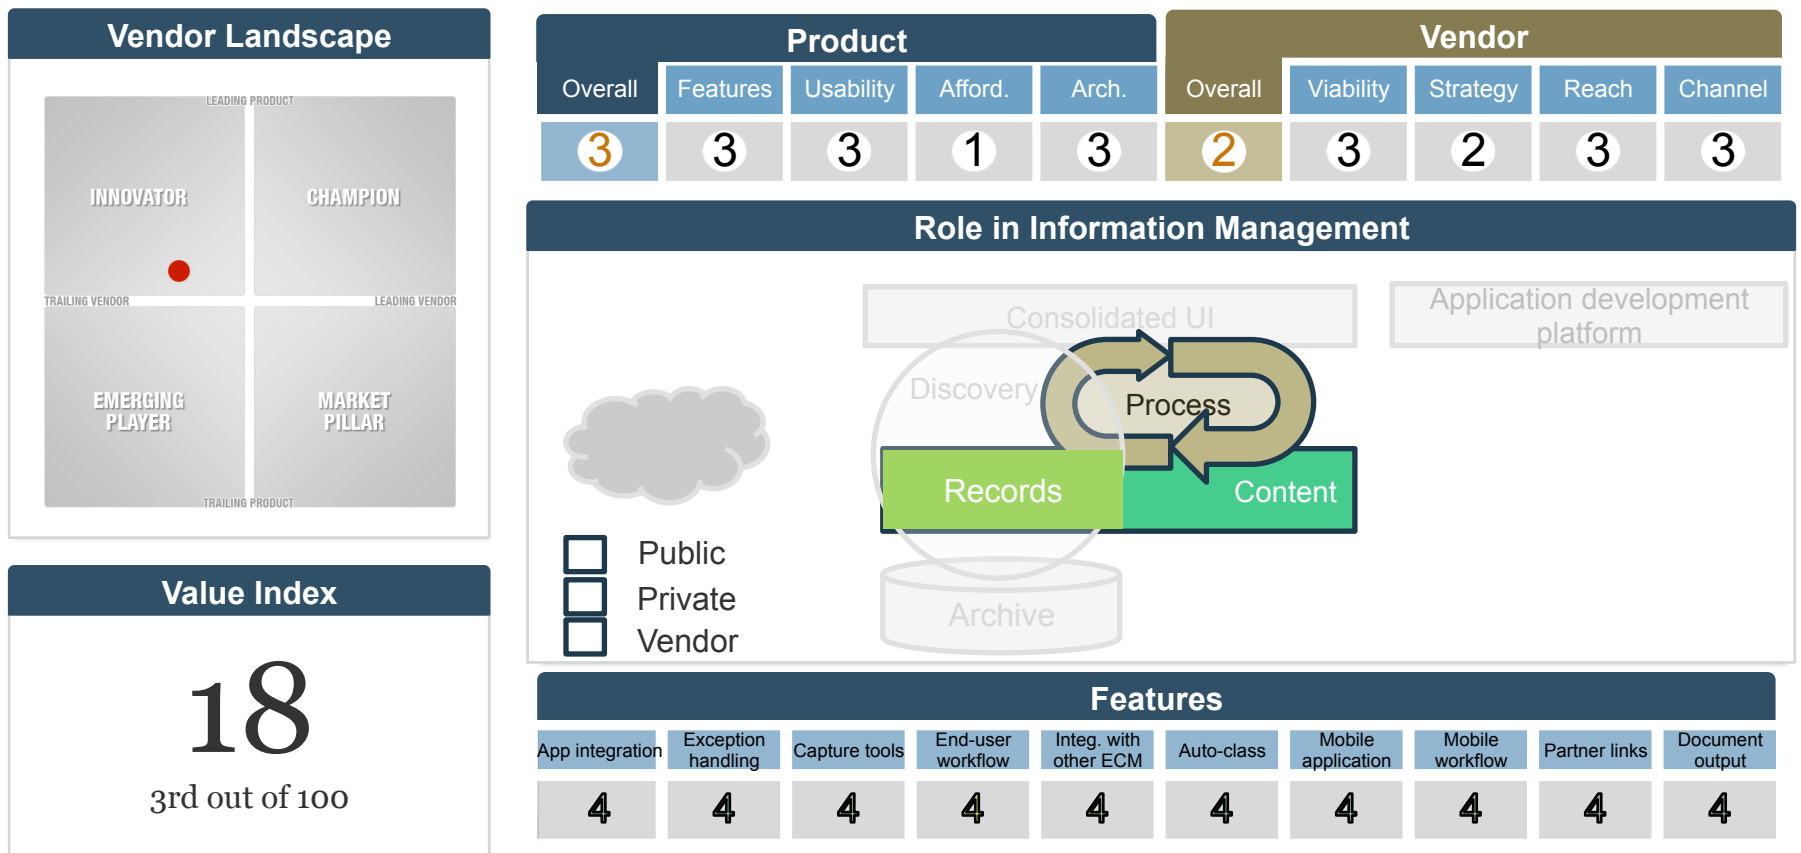 Vendor Landscape
LEADING PRODUCT
INNOVATOR
CHAMPION
TRAILING VENDOR
LEADING VENDOR
EMERGING
PLAYER
MARKET
PILLAR
TRAILING PRODUCT
Value Index
18
3rd out of 100
Product
Vendor
Overall Features Usability Afford. Arch. Overall Viability Strategy Reach Channel
3 3 3 1 3 2 3 2 3 3
Role in Information Management
Consolidated UI
Application development
platform
Discovery
Process
Records
Content
Archive
Public
Private
Vendor
Features
App integration
Exception
handling
Capture tools
End-user
workflow
Integ. with
other ECM
Auto-class
Mobile
application
Mobile
workflow
Partner links
Document
output
4 4 4 4 4 4 4 4 4 4